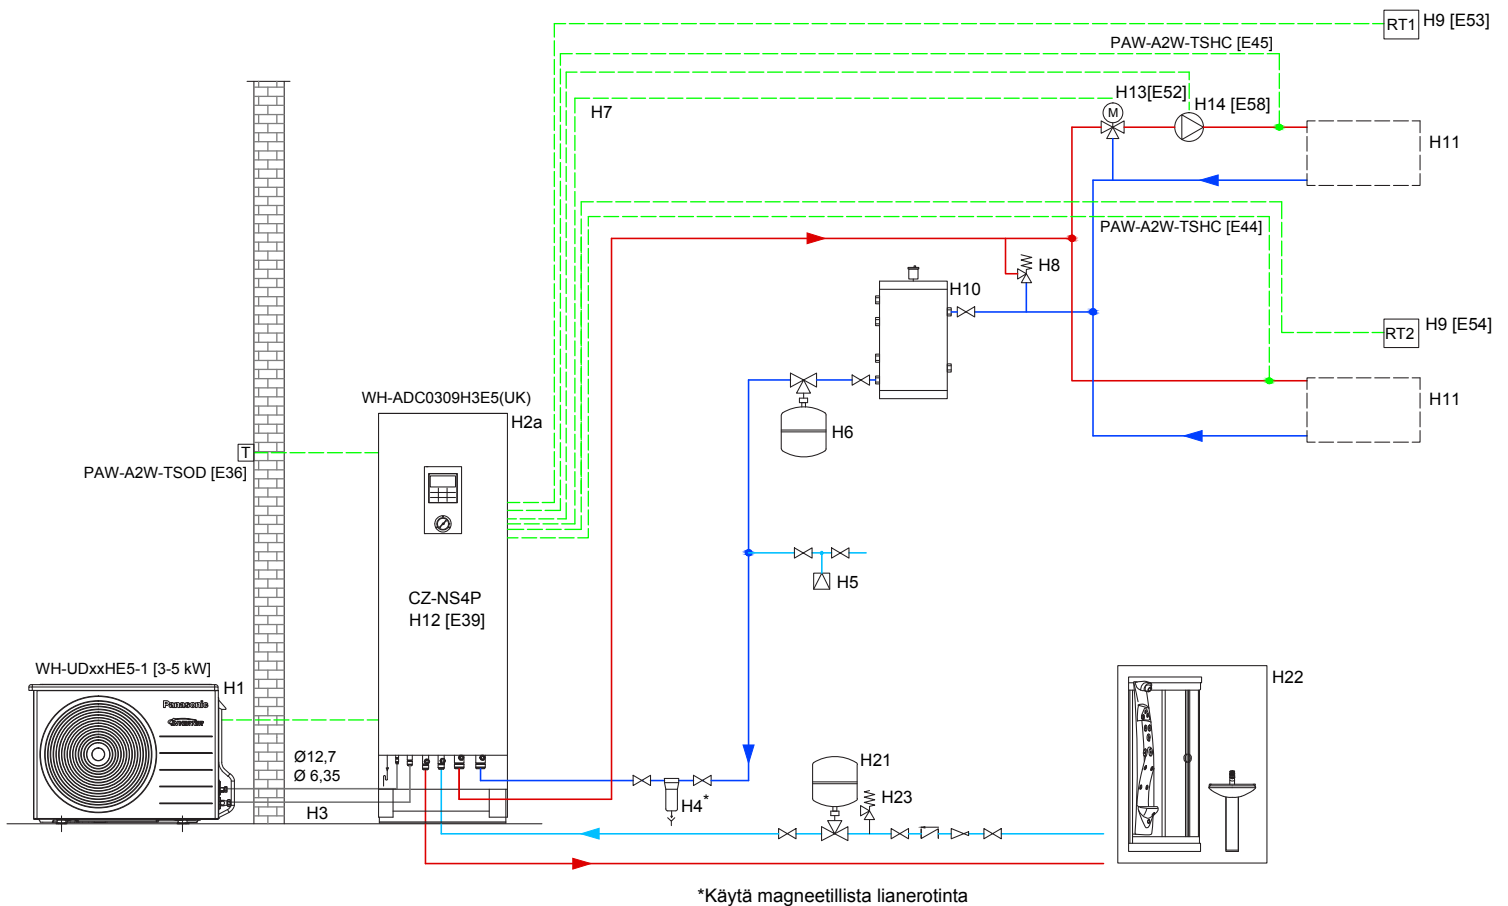 RT1 H9 [E53]
PAW-A2W-TSHC [E45]
H13[E52]
M
H14 [E58]
H7
H11
PAW-A2W-TSHC [E44]
H8
H10
RT2 H9 [E54]
WH-ADC0309H3E5(UK)
H2a
H11
H6
T
PAW-A2W-TSOD [E36]
H5
CZ-NS4P
H12 [E39]
WH-UDxxHE5-1 [3-5 kW]
H1
Panasonic
Inverter
H22
Ø12,7
Ø 6,35
H3
H4*
H21
H23
*Käytä magneetillista lianerotinta